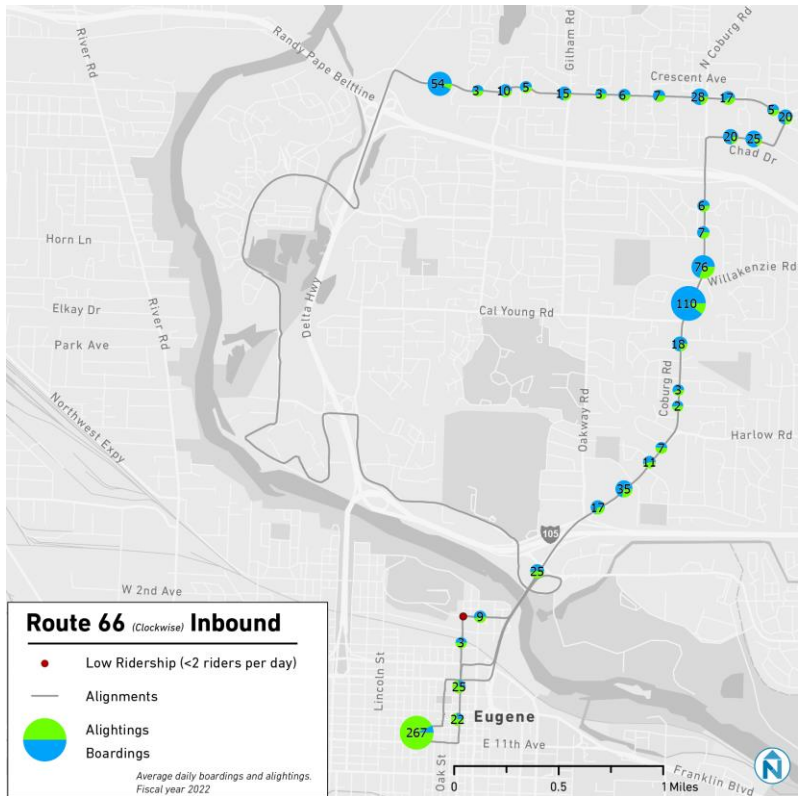 River Rd
Randy Pape Beltline
Gilham Rd
N Coburg Rd
Crescent Ave
54
3
10
5
15
3
6
7
28
17
5
20
20
25
Chad Dr
6
7
Horn Ln
76
Willakenzie Rd
110
Elkay Dr
River Rd
Delta Hwy
Cal Young Rd
Park Ave
18
Coburg Rd
3
2
Northwest Expy
Oakway Rd
Harlow Rd
7
11
35
17
105
25
W 2nd Ave
9
3
Lincoln St
25
22
Eugene
267
E 11th Ave
Oak St
Franklin Blvd
Route 66 (Clockwise) Inbound
Low Ridership (<2 riders per day)
Alignments
Alightings
Boardings
Average daily boardings and alightings.
Fiscal year 2022
0 0.5 1 Miles
N